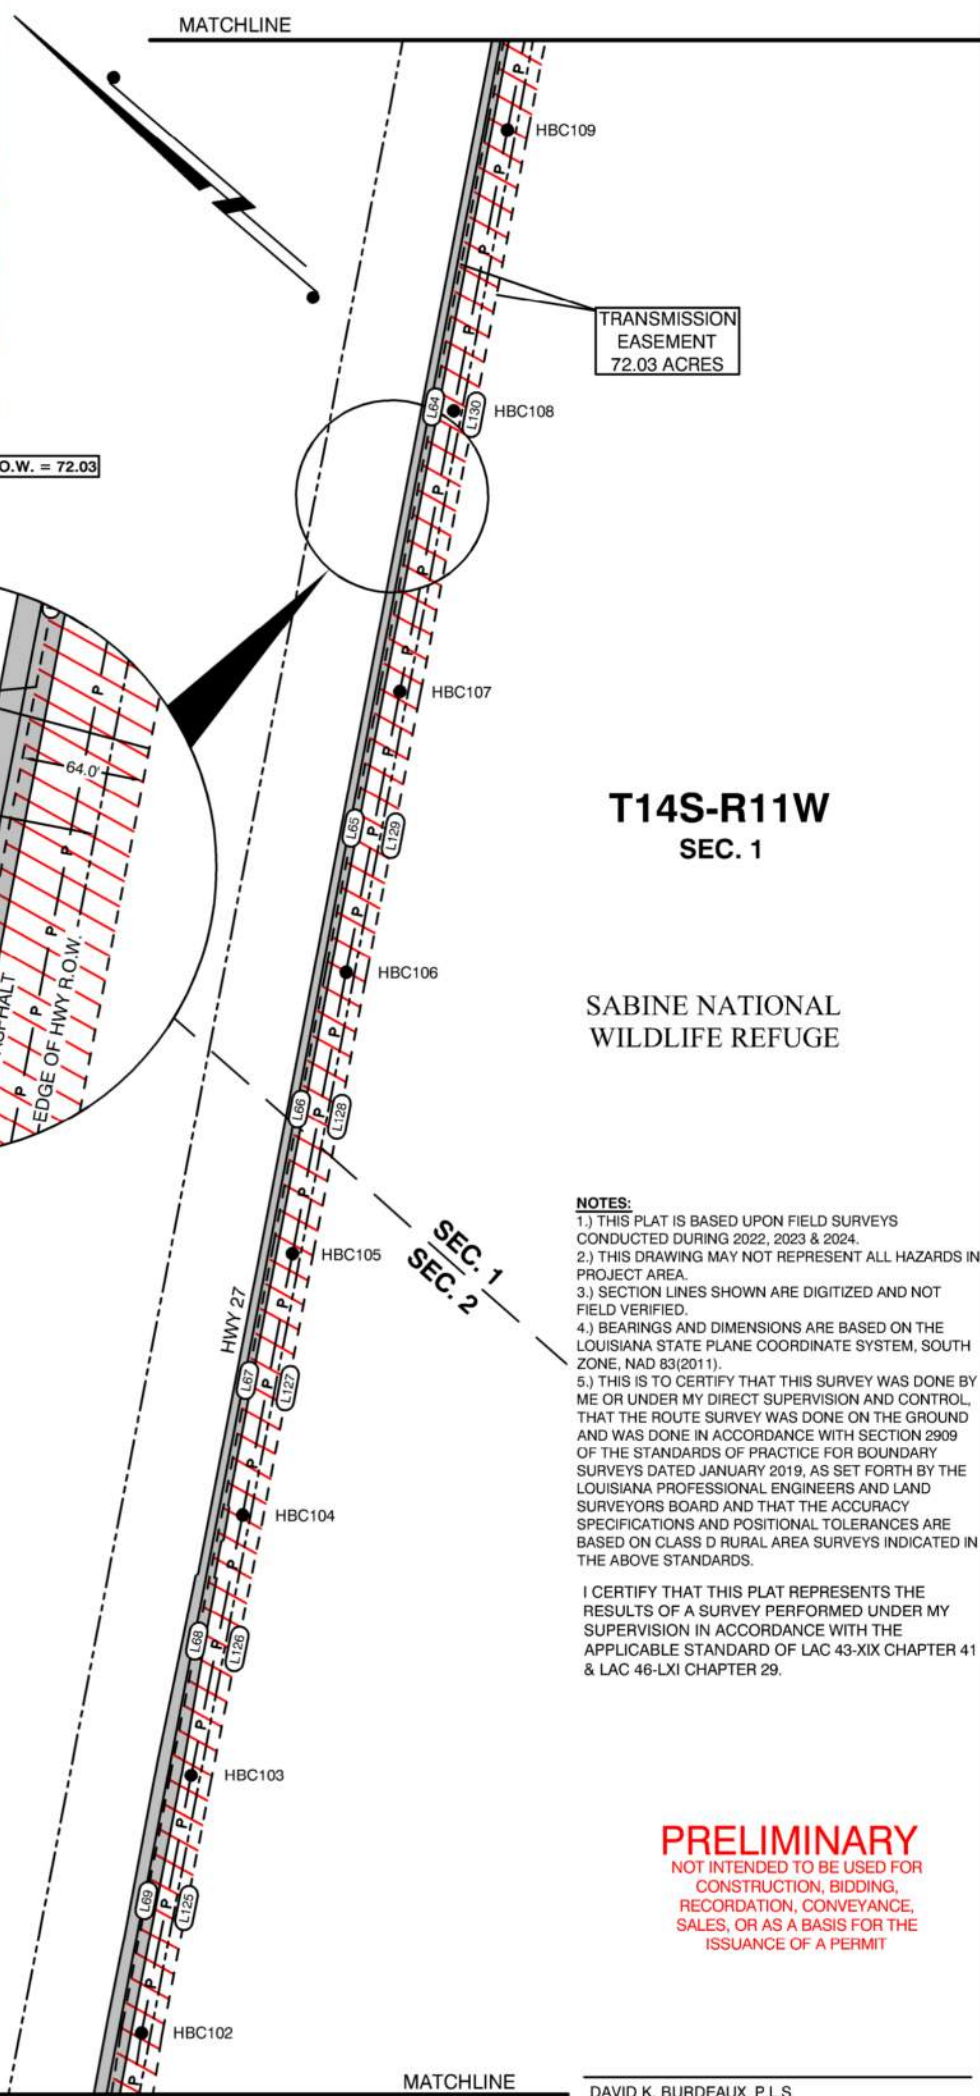 MATCHLINE
HBC109
TRANSMISSION
EASEMENT
72.03 ACRES
L64
L130
HBC108
O.W. = 72.03
P
HBC107
64.0'
T14S-R11W
SEC. 1
L65
L129
EDGE OF HWY R.O.W.
HBC106
SABINE NATIONAL
WILDLIFE REFUGE
L66
L128
SEC. 1
SEC. 2
HBC105
HWY 27
L67
L127
NOTES:
1.) THIS PLAT IS BASED UPON FIELD SURVEYS
CONDUCTED DURING 2022, 2023 & 2024.
2.) THIS DRAWING MAY NOT REPRESENT ALL HAZARDS IN
PROJECT AREA.
3.) SECTION LINES SHOWN ARE DIGITIZED AND NOT
FIELD VERIFIED.
4.) BEARINGS AND DIMENSIONS ARE BASED ON THE
LOUISIANA STATE PLANE COORDINATE SYSTEM, SOUTH
ZONE, NAD 83(2011).
5.) THIS IS TO CERTIFY THAT THIS SURVEY WAS DONE BY
ME OR UNDER MY DIRECT SUPERVISION AND CONTROL,
THAT THE ROUTE SURVEY WAS DONE ON THE GROUND
AND WAS DONE IN ACCORDANCE WITH SECTION 2909
OF THE STANDARDS OF PRACTICE FOR BOUNDARY
SURVEYS DATED JANUARY 2019, AS SET FORTH BY THE
LOUISIANA PROFESSIONAL ENGINEERS AND LAND
SURVEYORS BOARD AND THAT THE ACCURACY
SPECIFICATIONS AND POSITIONAL TOLERANCES ARE
BASED ON CLASS D RURAL AREA SURVEYS INDICATED IN
THE ABOVE STANDARDS.
I CERTIFY THAT THIS PLAT REPRESENTS THE
RESULTS OF A SURVEY PERFORMED UNDER MY
SUPERVISION IN ACCORDANCE WITH THE
APPLICABLE STANDARD OF LAC 43-XIX CHAPTER 41
& LAC 46-LXI CHAPTER 29.
HBC104
L68
L126
HBC103
PRELIMINARY
NOT INTENDED TO BE USED FOR
CONSTRUCTION, BIDDING,
RECORDATION, CONVEYANCE,
SALES, OR AS A BASIS FOR THE
ISSUANCE OF A PERMIT
L69
L125
HBC102
MATCHLINE
DAVID K. BURDEAUX, P.L.S.